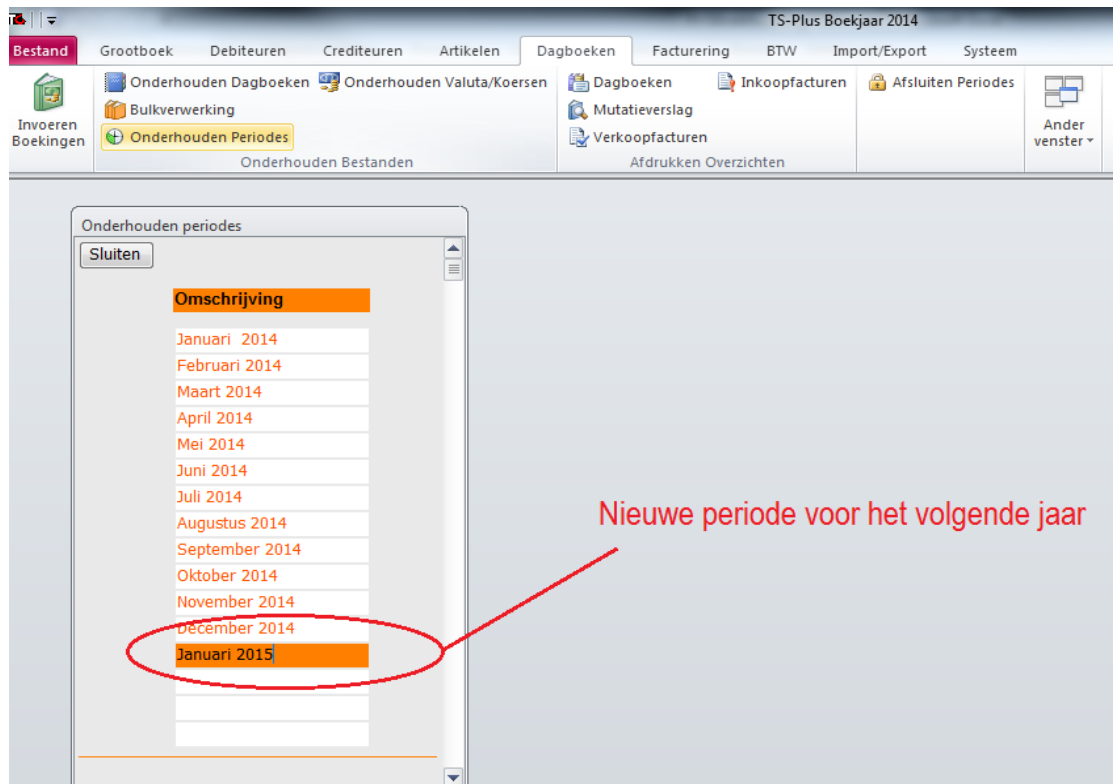 TS-Plus Boekjaar 2014
Bestand Grootboek Debiteuren Crediteuren Artikelen Dagboeken Facturering BTW Import/Export Systeem
Invoeren Boekingen
Onderhouden Dagboeken Onderhouden Valuta/Koersen
Bulkverwerking
Onderhouden Periodes
Onderhouden Bestanden
Dagboeken Inkoopfacturen
Mutatieverslag
Verkoopfacturen
Afdrukken Overzichten
Afsluiten Periodes
Ander venster
Onderhouden periodes
Sluiten
Omschrijving
Januari 2014
Februari 2014
Maart 2014
April 2014
Mei 2014
Juni 2014
Juli 2014
Augustus 2014
September 2014
Oktober 2014
November 2014
December 2014
Januari 2015
Nieuwe periode voor het volgende jaar